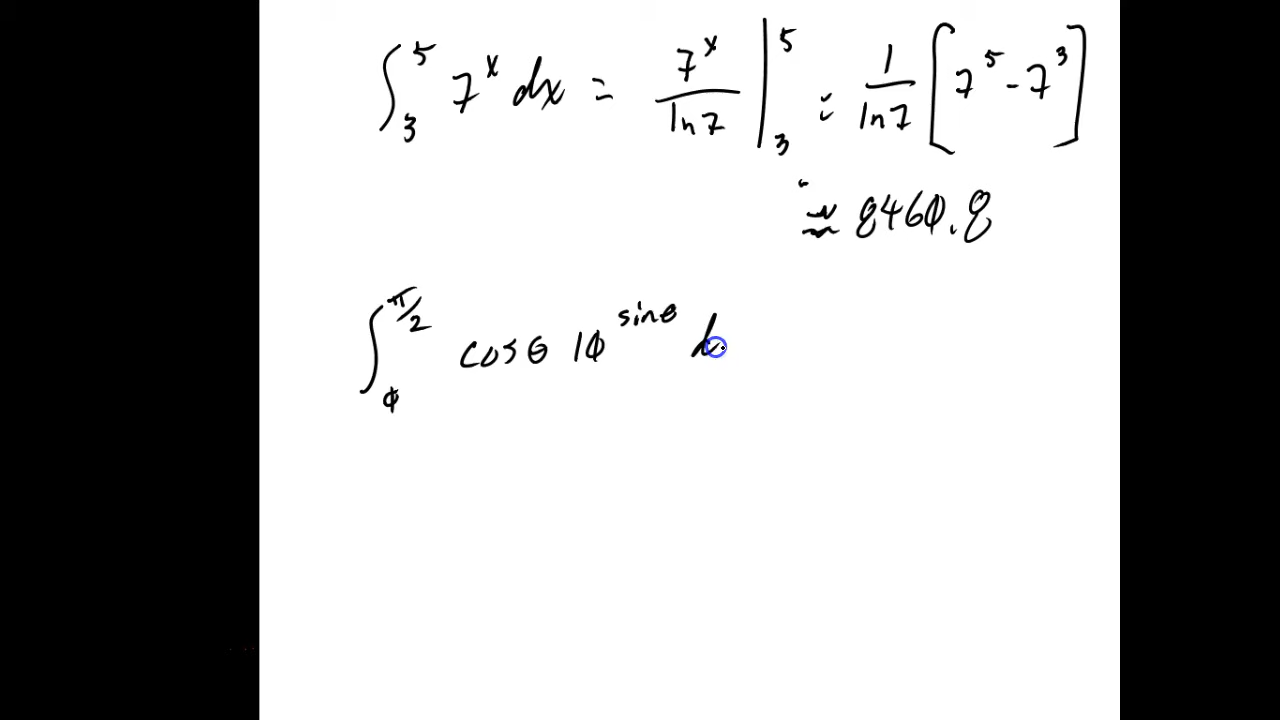 ∫₃⁵ 7ˣ dx = 7ˣ/ln7 |₃⁵ = 1/ln7 [7⁵ - 7³]
≈ 8460.8
∫₀^(π/2) cosθ 10^(sinθ) d